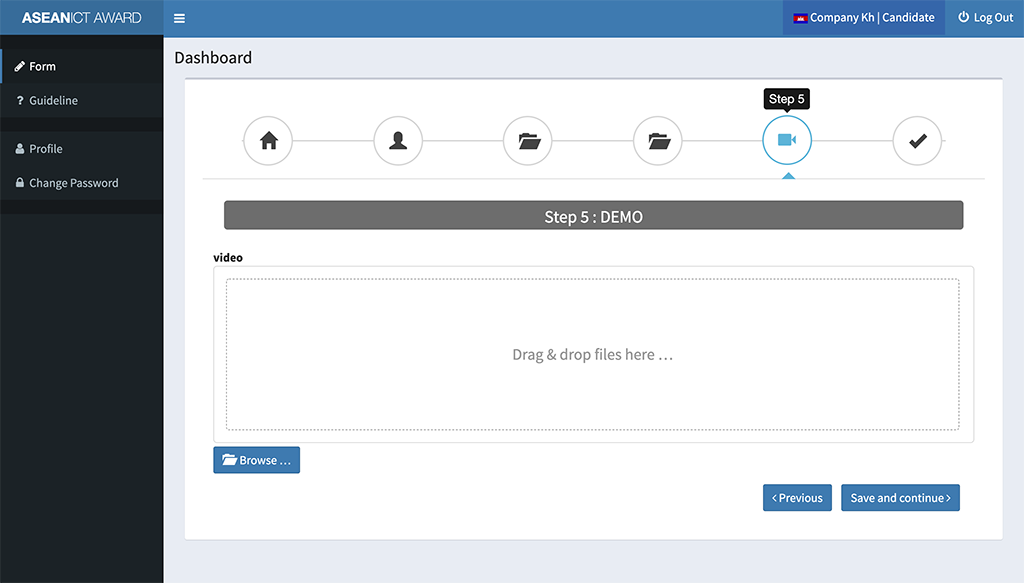 ASEANICT AWARD
Company Kh | Candidate
Log Out
Form
? Guideline
Profile
Change Password
Dashboard
Step 5
Step 5 : DEMO
video
Drag & drop files here …
Browse …
Previous
Save and continue